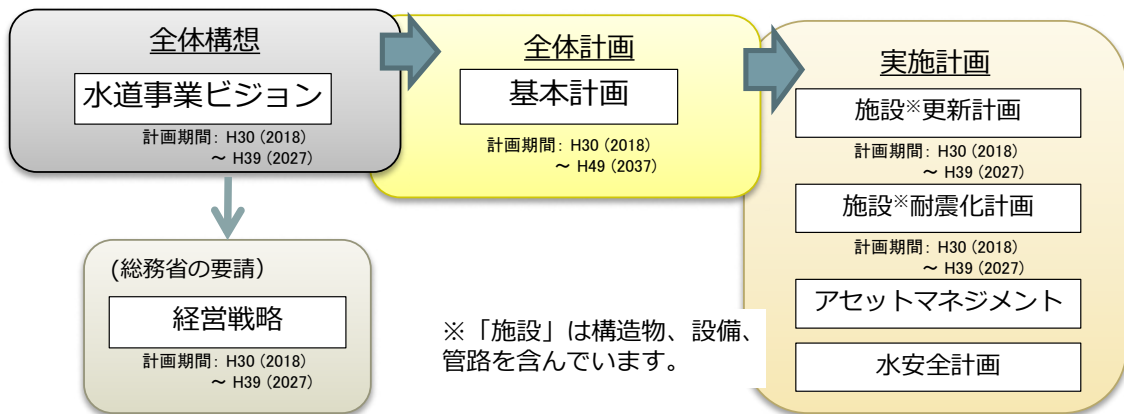 全体構想
水道事業ビジョン
計画期間: H30 (2018)
～ H39 (2027)
(総務省の要請）
経営戦略
計画期間: H30 (2018)
～ H39 (2027)
全体計画
基本計画
計画期間: H30 (2018)
～ H49 (2037)
※「施設」は構造物、設備、
管路を含んでいます。
実施計画
施設※更新計画
計画期間: H30 (2018)
～ H39 (2027)
施設※耐震化計画
計画期間: H30 (2018)
～ H39 (2027)
アセットマネジメント
水安全計画